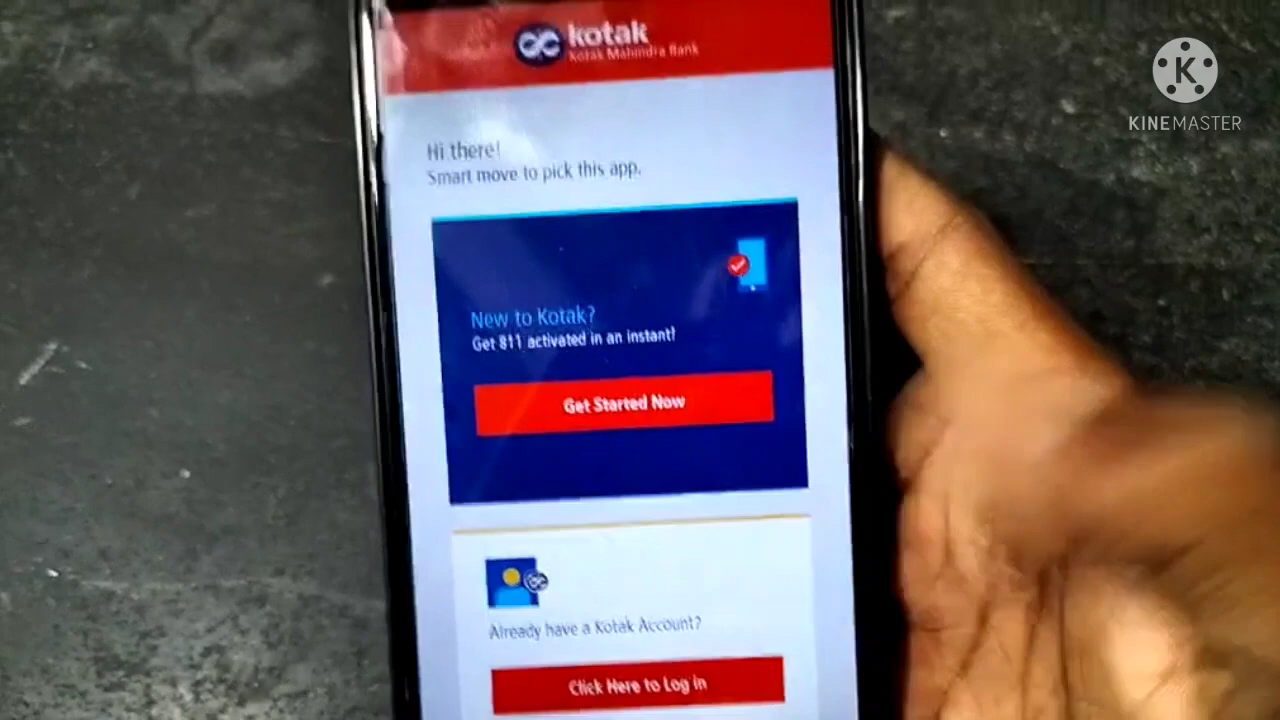 kotak
Kotak Mahindra Bank
K
KINEMASTER
Hi there!
Smart move to pick this app.
New to Kotak?
Get 811 activated in an instant!
Get Started Now
Already have a Kotak Account?
Click Here to Log in